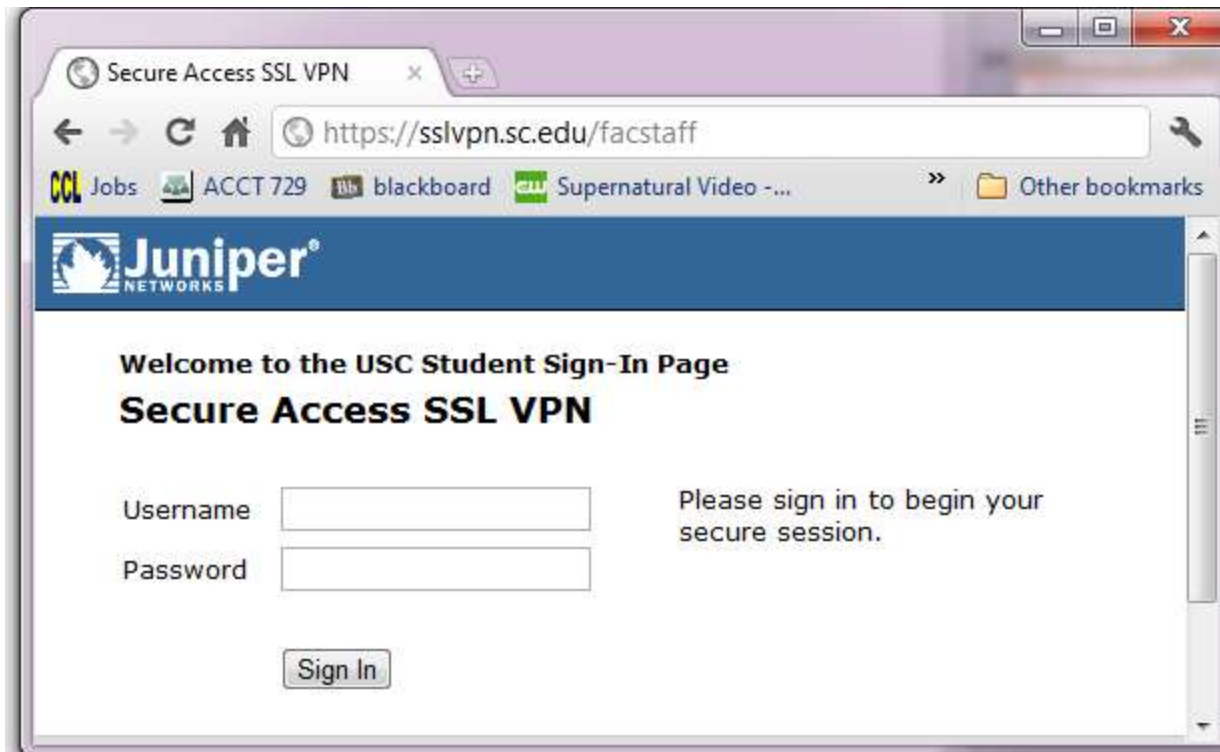 Secure Access SSL VPN
https://sslvpn.sc.edu/facstaff
CCL Jobs ACCT 729 Bb blackboard CW Supernatural Video -... » Other bookmarks
Juniper®
NETWORKS
Welcome to the USC Student Sign-In Page
Secure Access SSL VPN
Username
Please sign in to begin your
secure session.
Password
Sign In